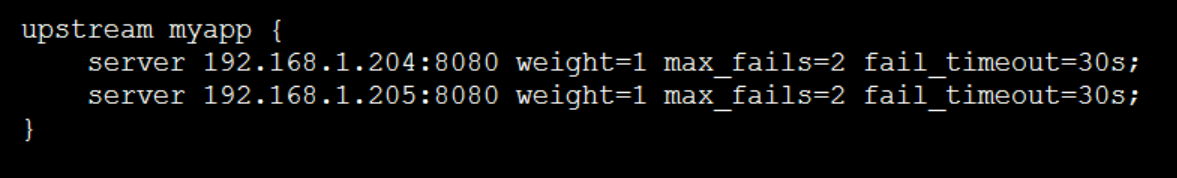 upstream myapp {
    server 192.168.1.204:8080 weight=1 max_fails=2 fail_timeout=30s;
    server 192.168.1.205:8080 weight=1 max_fails=2 fail_timeout=30s;
}